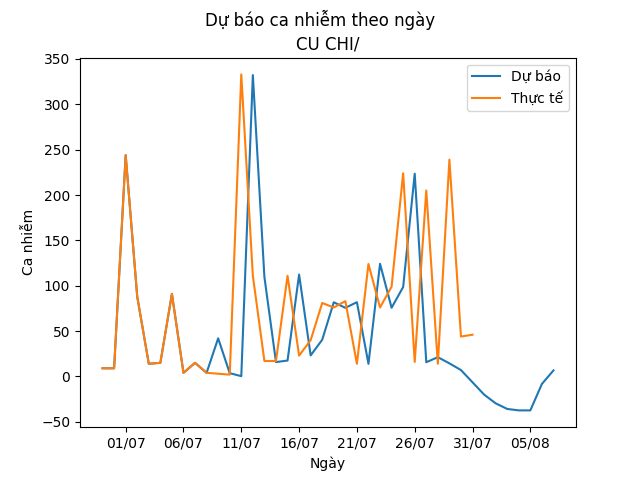 Dự báo ca nhiễm theo ngày
CU CHI/
Dự báo
Thực tế
Ca nhiễm
350
300
250
200
150
100
50
0
−50
01/07 06/07 11/07 16/07 21/07 26/07 31/07 05/08
Ngày